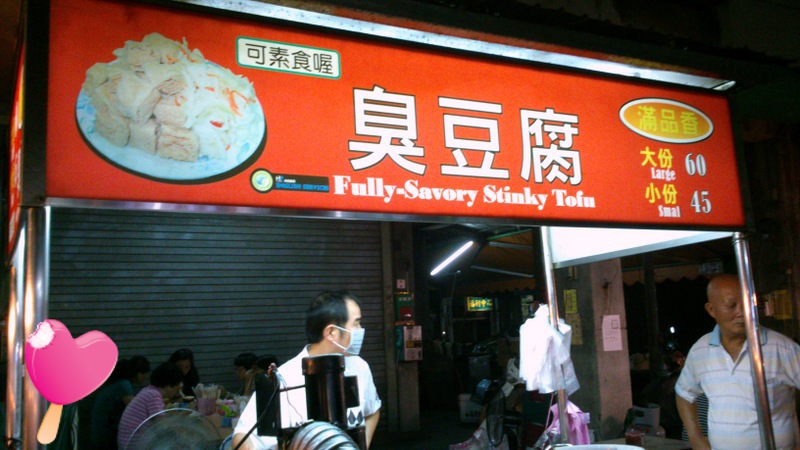 可素食喔
臭豆腐
ENGLISH SERVICES
Fully-Savory Stinky Tofu
滿品香
大份 60
Large
小份 45
Smal